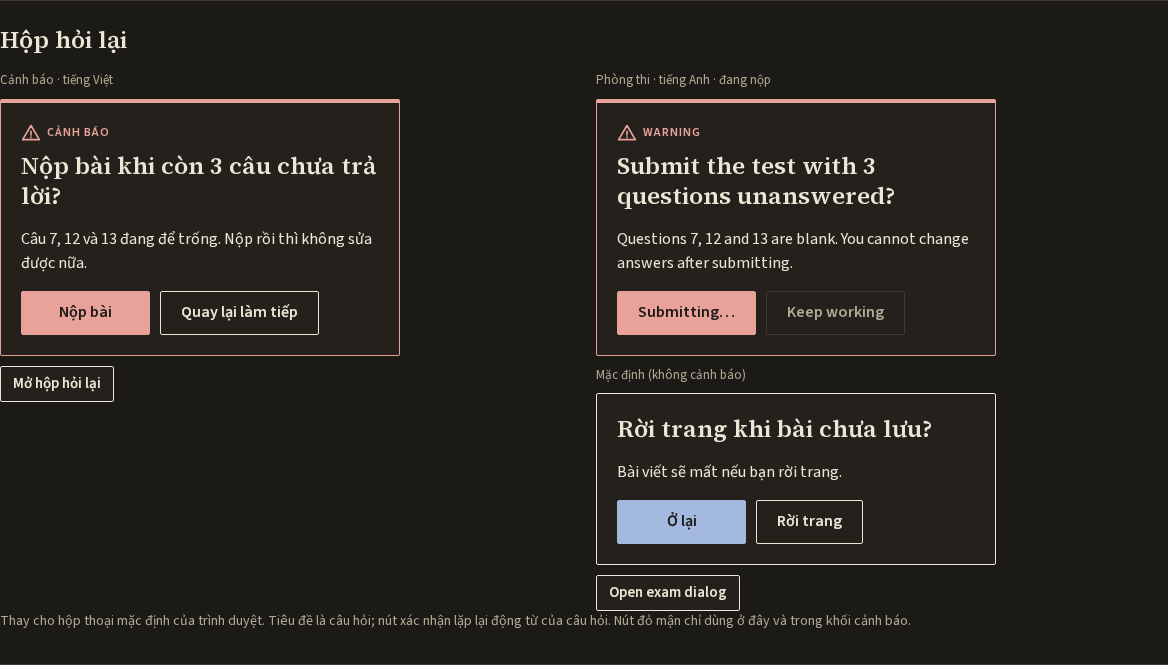 Hộp hỏi lại
Cảnh báo · tiếng Việt
CẢNH BÁO
Nộp bài khi còn 3 câu chưa trả
lời?
Câu 7, 12 và 13 đang để trống. Nộp rồi thì không sửa
được nữa.
Nộp bài
Quay lại làm tiếp
Mở hộp hỏi lại
Phòng thi · tiếng Anh · đang nộp
WARNING
Submit the test with 3
questions unanswered?
Questions 7, 12 and 13 are blank. You cannot change
answers after submitting.
Submitting…
Keep working
Mặc định (không cảnh báo)
Rời trang khi bài chưa lưu?
Bài viết sẽ mất nếu bạn rời trang.
Ở lại
Rời trang
Open exam dialog
Thay cho hộp thoại mặc định của trình duyệt. Tiêu đề là câu hỏi; nút xác nhận lặp lại động từ của câu hỏi. Nút đỏ mận chỉ dùng ở đây và trong khối cảnh báo.